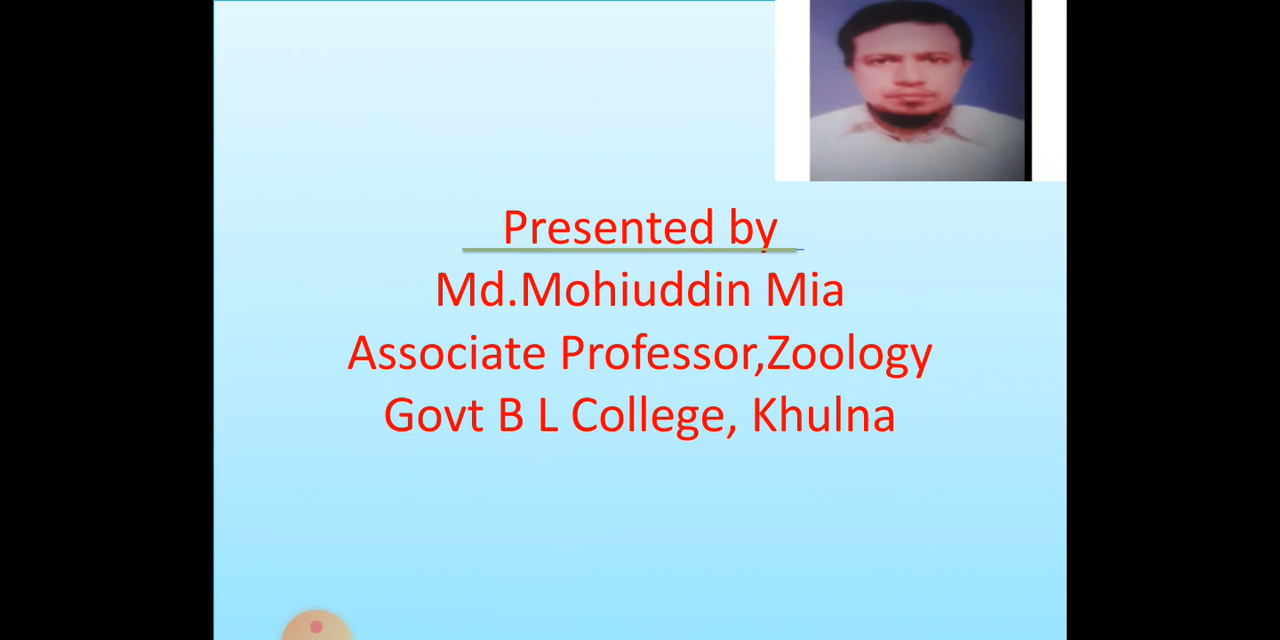 Presented by
Md.Mohiuddin Mia
Associate Professor,Zoology
Govt B L College, Khulna